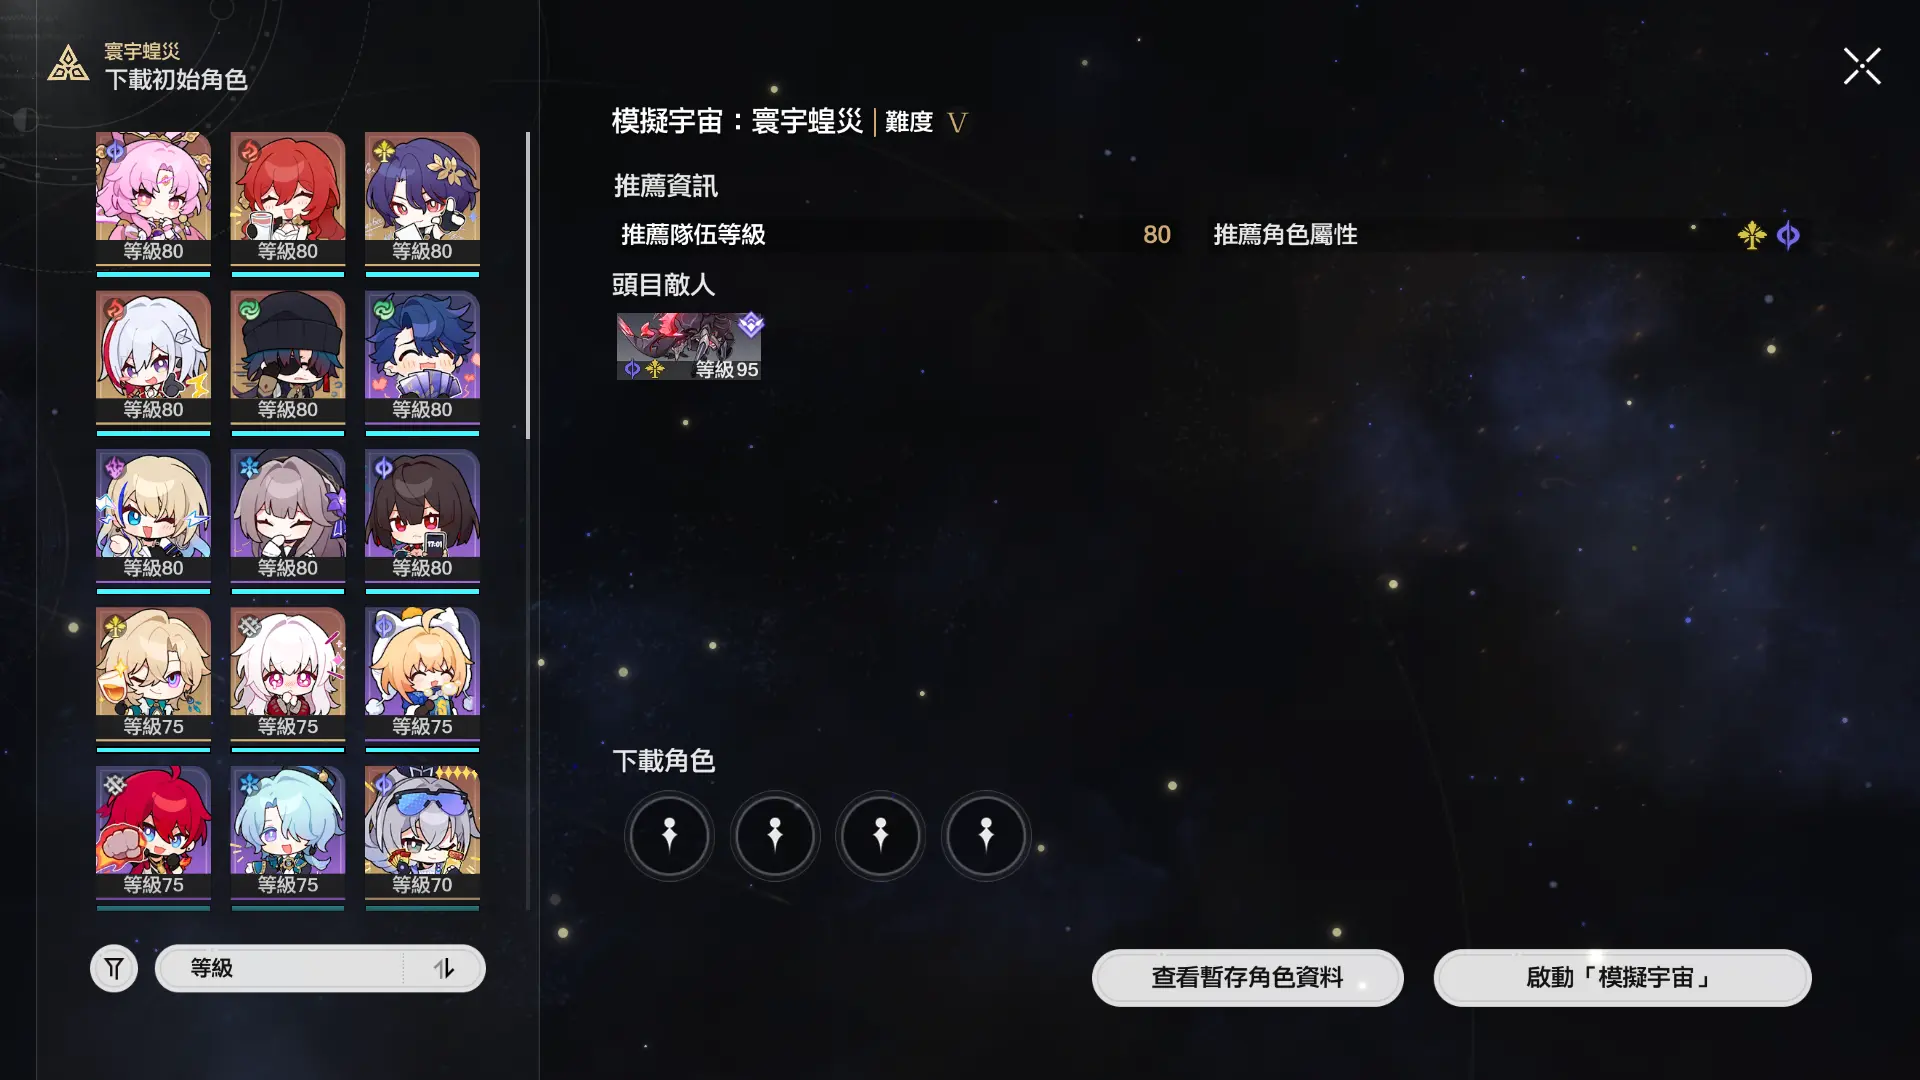 寰宇蝗災
下載初始角色
等級80
等級80
等級80
等級80
等級80
等級80
等級80
等級80
17:01
等級80
等級75
等級75
等級75
等級75
等級75
等級70
等級
模擬宇宙：寰宇蝗災 | 難度 V
推薦資訊
推薦隊伍等級 80 推薦角色屬性
頭目敵人
等級95
下載角色
查看暫存角色資料
啟動「模擬宇宙」